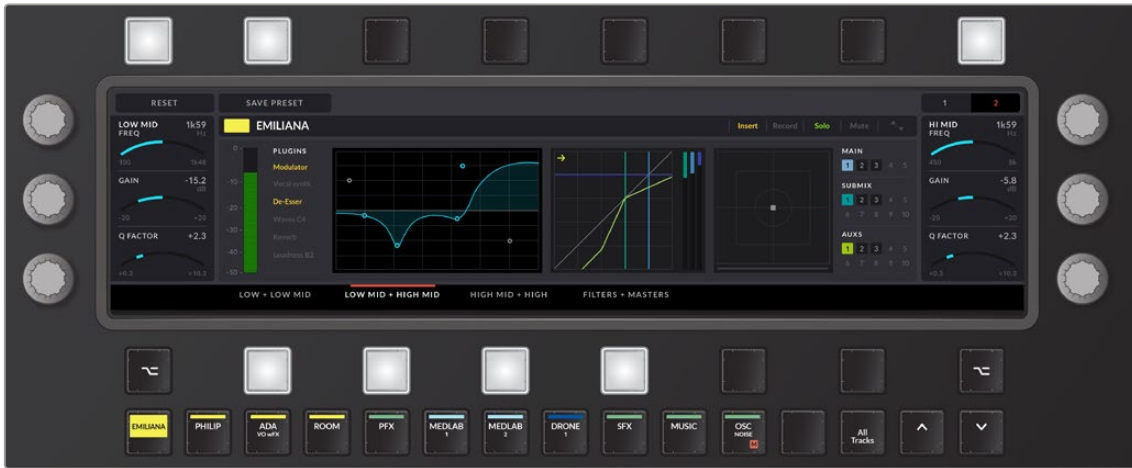 RESET SAVE PRESET 1 2
LOW MID 1k59
FREQ Hz
100 1k48
GAIN -15.2
dB
-20 +20
Q FACTOR +2.3
+0.3 +10.3
EMILIANA
Insert Record Solo Mute
0
-10
-20
-30
-40
-50
PLUGINS
Modulator
Vocal synth
De-Esser
Waves C4
Reverb
Loudness B2
MAIN
1 2 3 4 5
SUBMIX
1 2 3 4 5
6 7 8 9 10
AUXS
1 2 3 4 5
6 7 8 9 10
HI MID 1k59
FREQ Hz
450 8k
GAIN -5.8
dB
-20 +20
Q FACTOR +2.3
+0.3 +10.3
LOW + LOW MID LOW MID + HIGH MID HIGH MID + HIGH FILTERS + MASTERS
EMILIANA
PHILIP
ADA
VO wFX
ROOM
PFX
MEDLAB
1
MEDLAB
2
DRONE
1
SFX
MUSIC
OSC
NOISE
M
All
Tracks